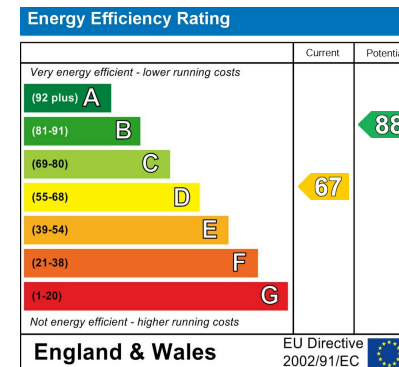 Energy Efficiency Rating
Current Potentia
Very energy efficient - lower running costs
(92 plus) A
(81-91) B
88
(69-80) C
(55-68) D
67
(39-54) E
(21-38) F
(1-20) G
Not energy efficient - higher running costs
England & Wales
EU Directive
2002/91/EC